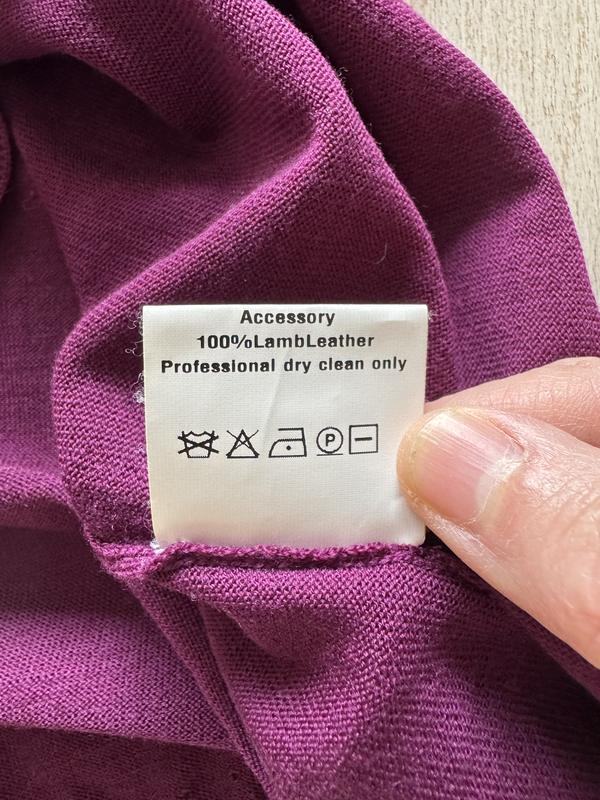 Accessory
100%LambLeather
Professional dry clean only
P